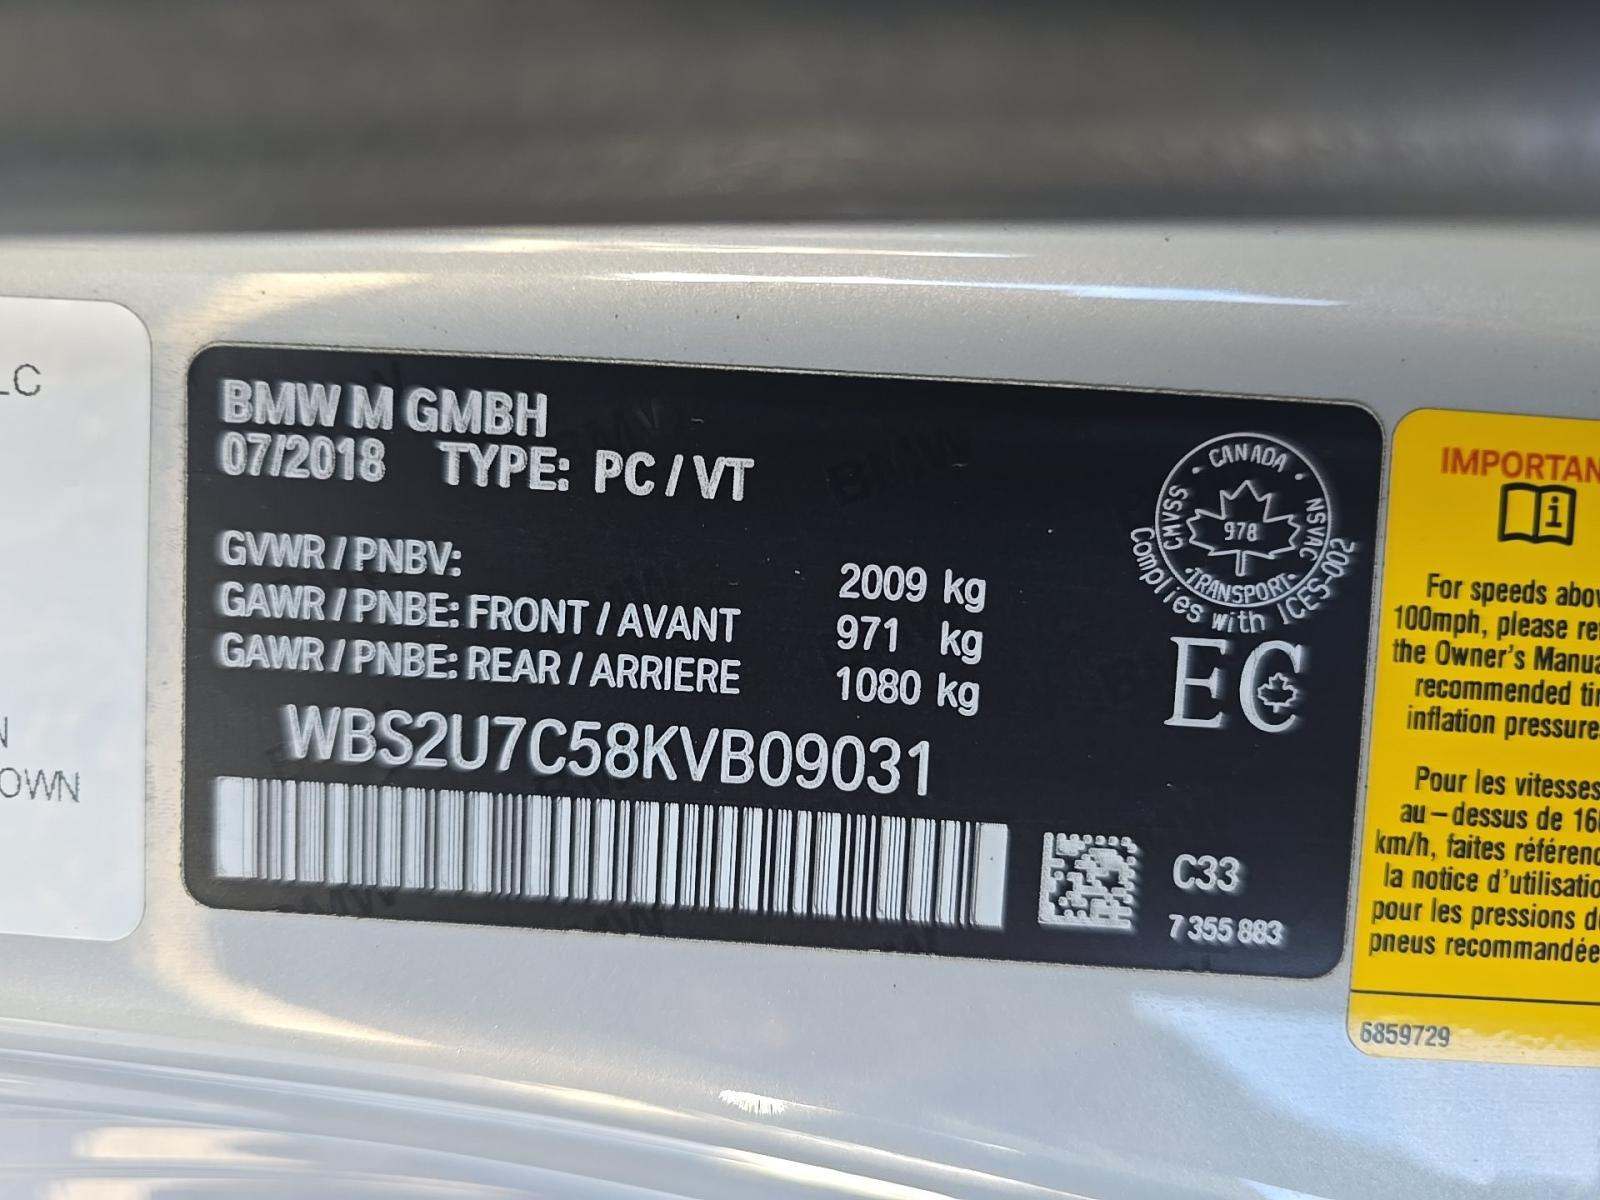 LC
N
OWN
BMW M GMBH
07/2018 TYPE: PC / VT
GVWR / PNBV: 2009 kg
GAWR / PNBE: FRONT / AVANT 971 kg
GAWR / PNBE: REAR / ARRIERE 1080 kg
WBS2U7C58KVB09031
CANADA
CMVSS
NSVAC
978
TRANSPORT
Complies with ICES-002
EC
C33
7 355 883
IMPORTAN
i
For speeds abov
100mph, please re
the Owner's Manua
recommended ti
inflation pressure
Pour les vitesses
au-dessus de 160
km/h, faites référenc
la notice d'utilisatio
pour les pressions d
pneus recommandée
6859729